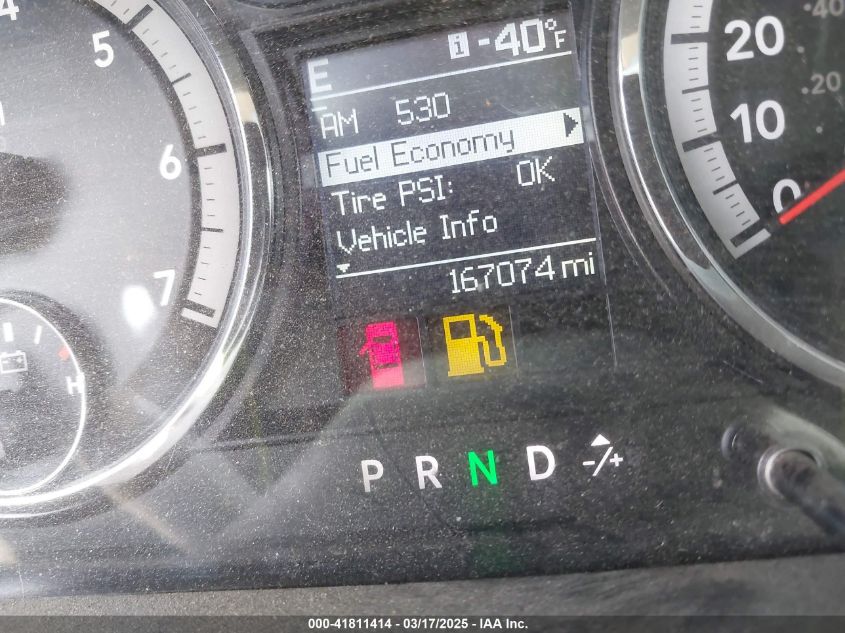 4
5
6
7
H
E
i -40°F
AM 530
Fuel Economy
Tire PSI: OK
Vehicle Info
167074 mi
P R N D -/+
20
10
0
40
20
000-41811414 - 03/17/2025 - IAA Inc.